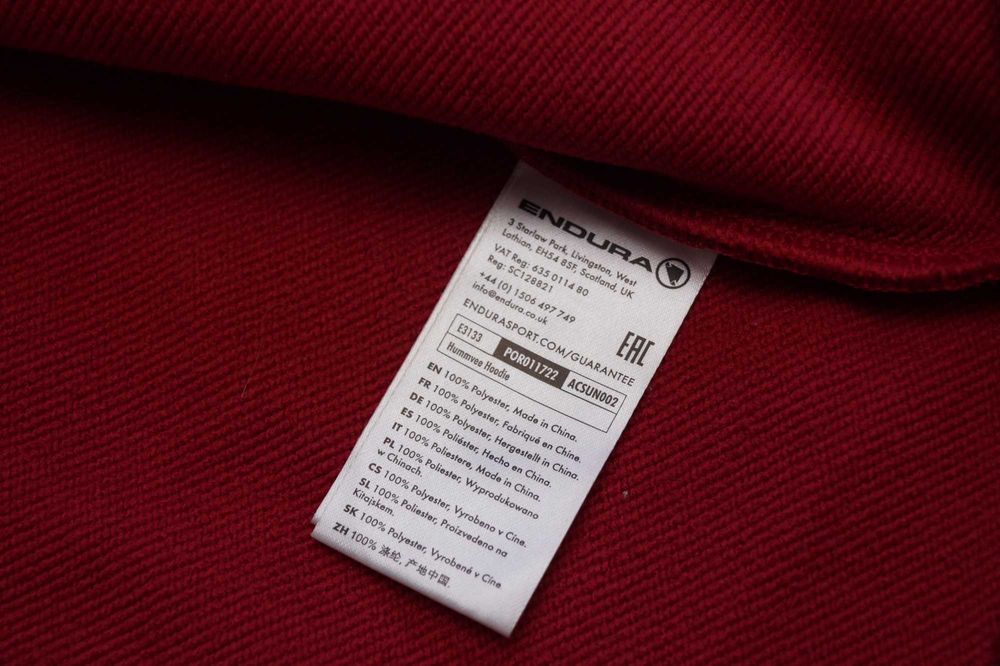 ENDURA
3 Starlaw Park, Livingston, West
Lothian, EH54 8SF, Scotland, UK
VAT Reg: 635 0114 80
Reg: SC128821
+44 (0) 1506 497 749
info@endura.co.uk
ENDURASPORT.COM/GUARANTEE
EAC
E3133 POR011722 ACSUN002
Hummvee Hoodie
EN 100% Polyester, Made in China.
FR 100% Polyester, Fabriqué en Chine.
DE 100% Polyester, Hergestellt in China.
ES 100% Poliéster, Hecho en China.
IT 100% Poliestere, Made in China.
PL 100% Poliester, Wyprodukowano
w Chinach.
CS 100% Polyester, Vyrobeno v Cíne.
SL 100% Poliester, Proizvedeno na
Kitajskem.
SK 100% Polyester, Vyrobené v Cíne
ZH 100% 涤纶, 产地中国.